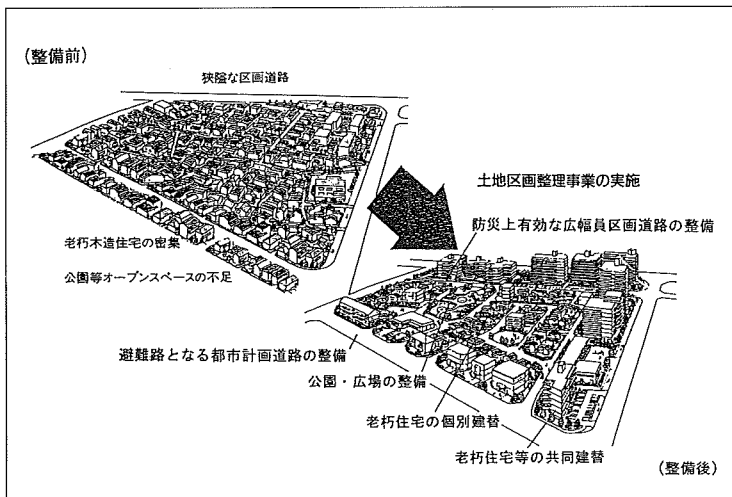 (整備前)
狭隘な区画道路
土地区画整理事業の実施
防災上有効な広幅員区画道路の整備
老朽木造住宅の密集
公園等オープンスペースの不足
避難路となる都市計画道路の整備
公園・広場の整備
老朽住宅の個別建替
老朽住宅等の共同建替
(整備後)